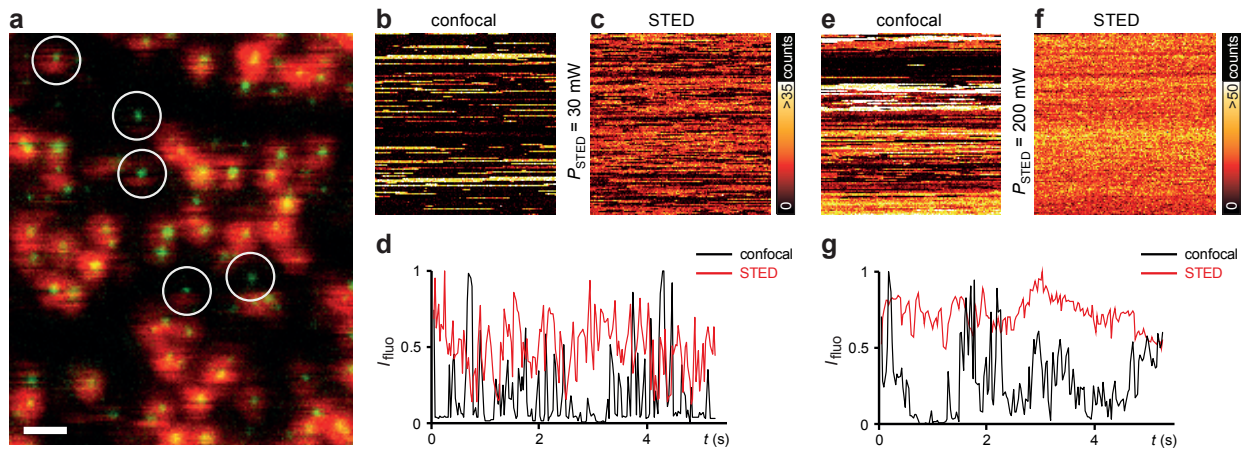 a
b
confocal
c
STED
>35 counts
0
P_STED = 30 mW
e
confocal
f
STED
>50 counts
0
P_STED = 200 mW
d
confocal
STED
1
0.5
0
I_fluo
0
2
4
t (s)
g
confocal
STED
1
0.5
0
I_fluo
0
2
4
t (s)